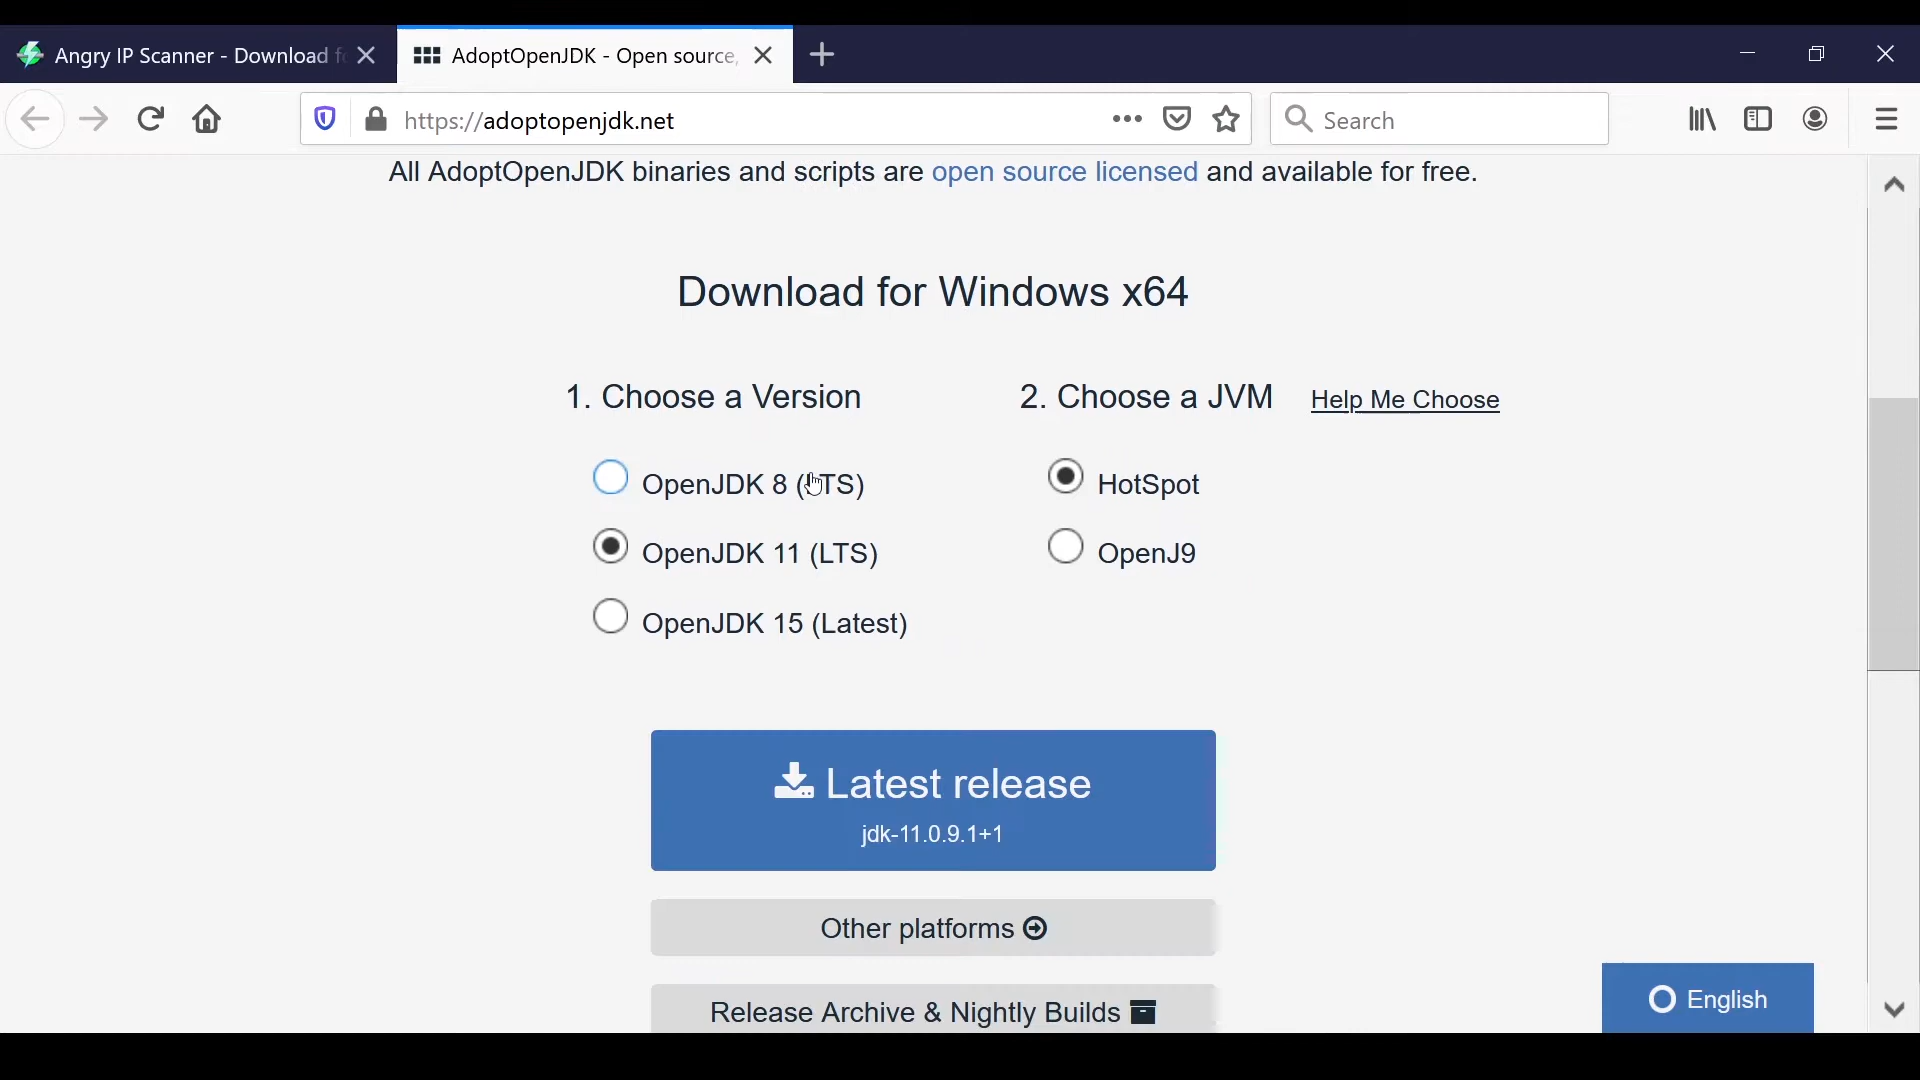 Angry IP Scanner - Download f
AdoptOpenJDK - Open source,
https://adoptopenjdk.net
Search
All AdoptOpenJDK binaries and scripts are open source licensed and available for free.
Download for Windows x64
1. Choose a Version
2. Choose a JVM
Help Me Choose
OpenJDK 8 (LTS)
HotSpot
OpenJDK 11 (LTS)
OpenJ9
OpenJDK 15 (Latest)
Latest release
jdk-11.0.9.1+1
Other platforms
Release Archive & Nightly Builds
English